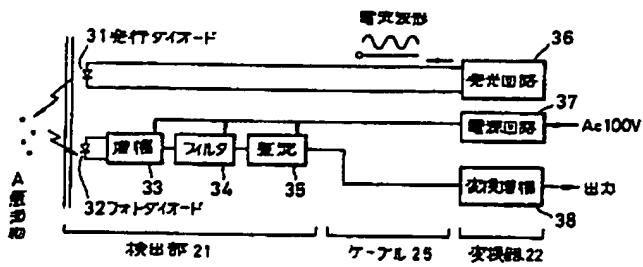 電流波形
31 発行ダイオード
36
発光回路
37
電源回路
Ac 100V
増幅
フィルタ
整流
33
34
35
32 フォトダイオード
A
変換増幅
出力
38
検出部 21
ケーブル 25
変換器 22